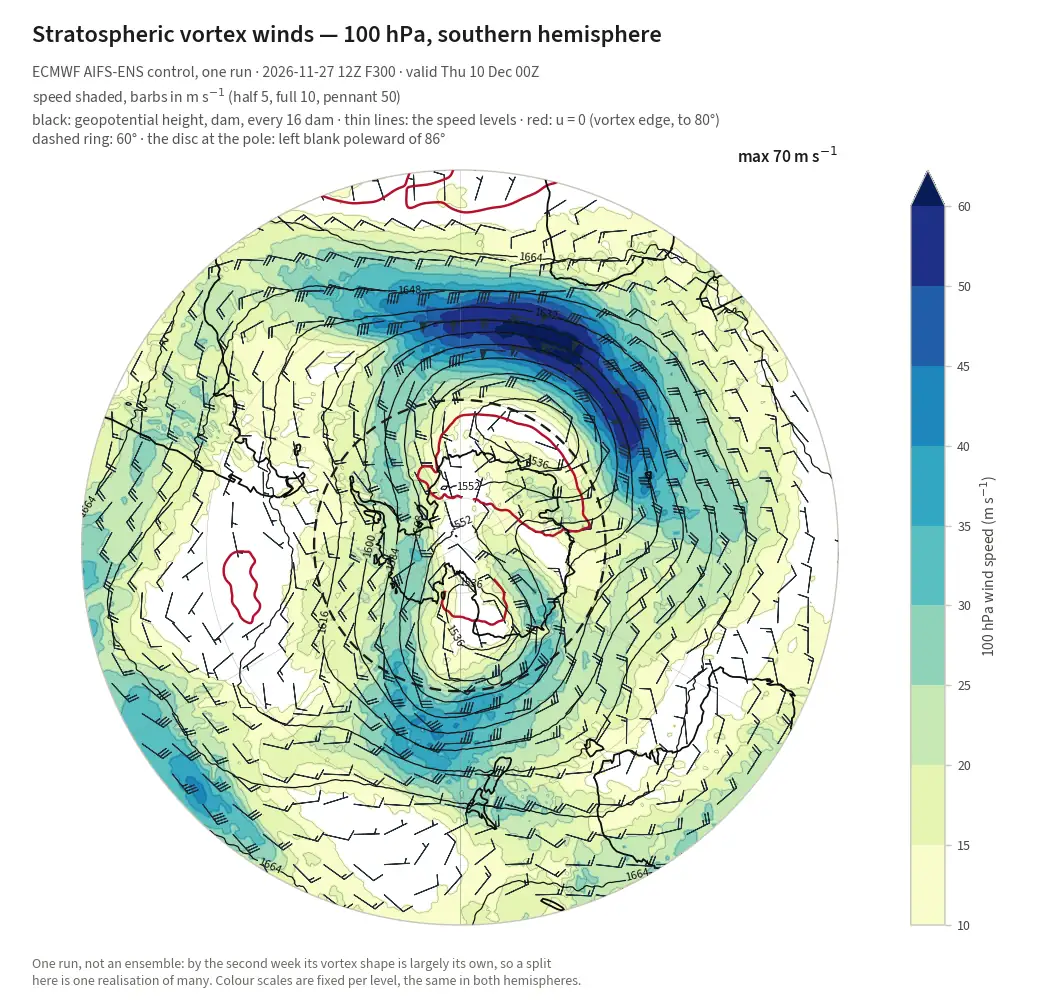 Stratospheric vortex winds — 100 hPa, southern hemisphere
ECMWF AIFS-ENS control, one run · 2026-11-27 12Z F300 · valid Thu 10 Dec 00Z
speed shaded, barbs in m s⁻¹ (half 5, full 10, pennant 50)
black: geopotential height, dam, every 16 dam · thin lines: the speed levels · red: u = 0 (vortex edge, to 80°)
dashed ring: 60° · the disc at the pole: left blank poleward of 86°
max 70 m s⁻¹
60
50
45
40
35
30
25
20
15
10
100 hPa wind speed (m s⁻¹)
1664
1648
1536
1552
1552
1600
1584
1536
1616
1536
1664
1664
1664
One run, not an ensemble: by the second week its vortex shape is largely its own, so a split
here is one realisation of many. Colour scales are fixed per level, the same in both hemispheres.